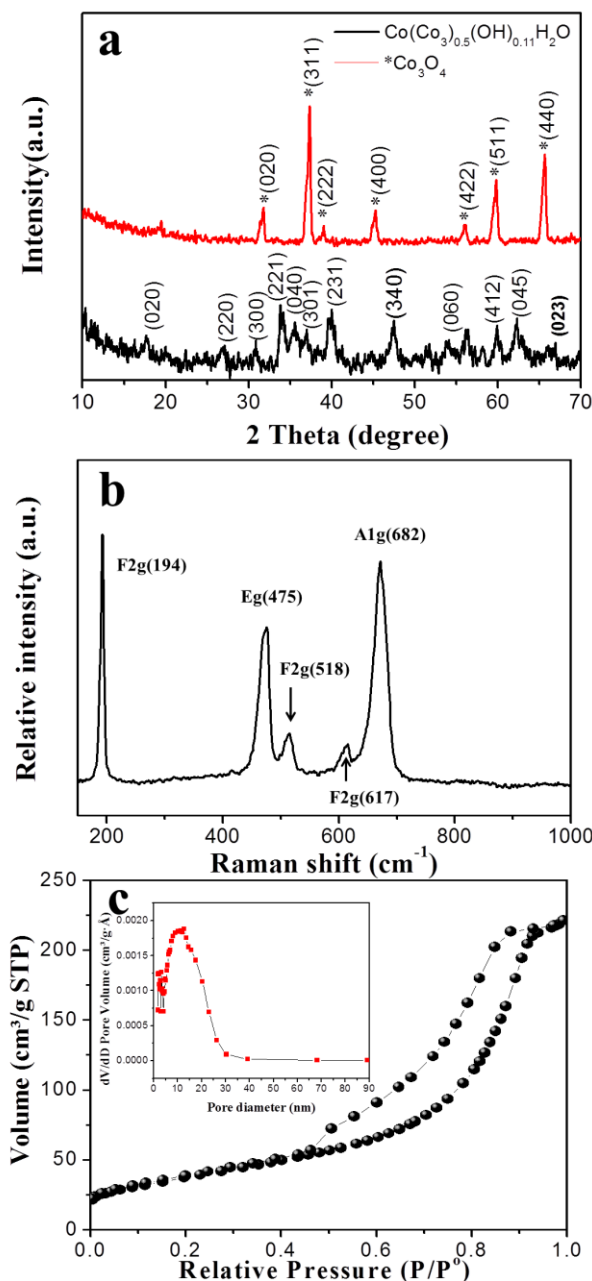 a
Co(Co₃)₀.₅(OH)₀.₁₁H₂O
*Co₃O₄
Intensity(a.u.)
*(020)
*(311)
*(222)
*(400)
*(422)
*(511)
*(440)
(020)
(220)
(300)
(221)
(040)
(301)
(231)
(340)
(060)
(412)
(045)
(023)
10 20 30 40 50 60 70
2 Theta (degree)
b
Relative intensity (a.u.)
F2g(194)
Eg(475)
F2g(518)
F2g(617)
A1g(682)
200 400 600 800 1000
Raman shift (cm⁻¹)
c
Volume (cm³/g STP)
250
200
150
100
50
0
dV/dD Pore Volume (cm³/g·Å)
0.0020
0.0015
0.0010
0.0005
0.0000
0 10 20 30 40 50 60 70 80 90
Pore diameter (nm)
0.0 0.2 0.4 0.6 0.8 1.0
Relative Pressure (P/P⁰)